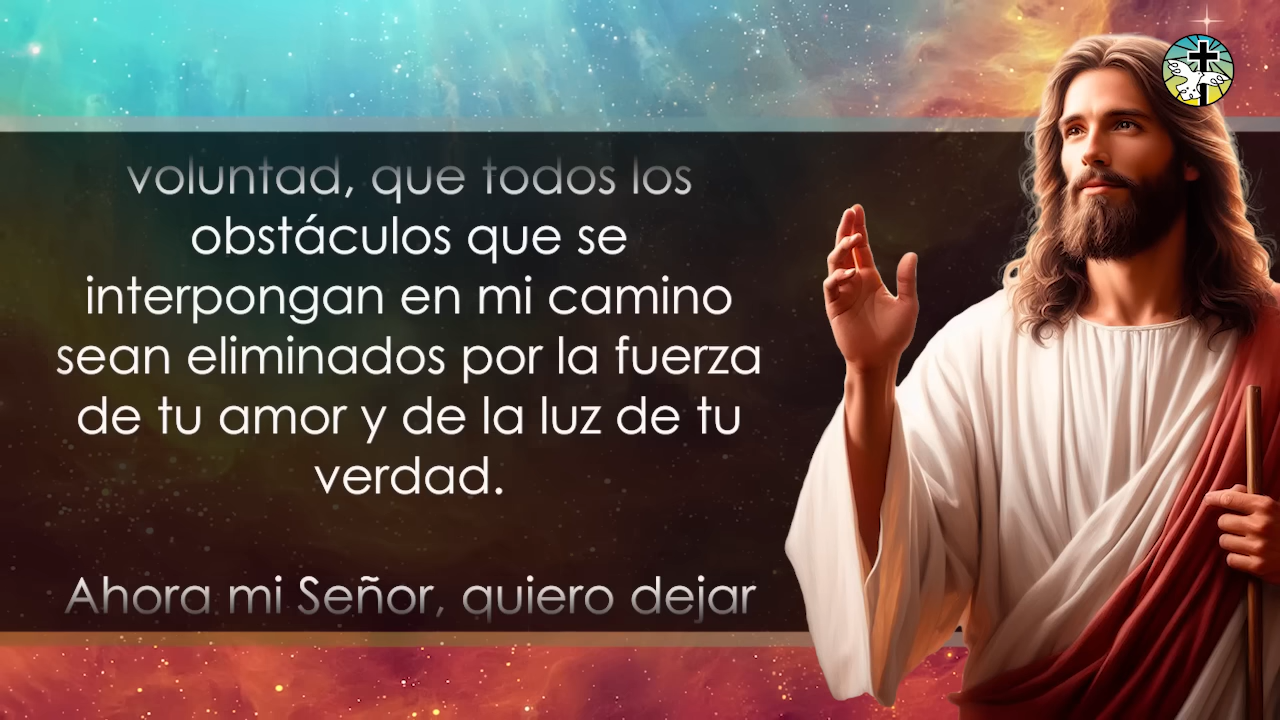 voluntad, que todos los
obstáculos que se
interpongan en mi camino
sean eliminados por la fuerza
de tu amor y de la luz de tu
verdad.
Ahora mi Señor, quiero dejar